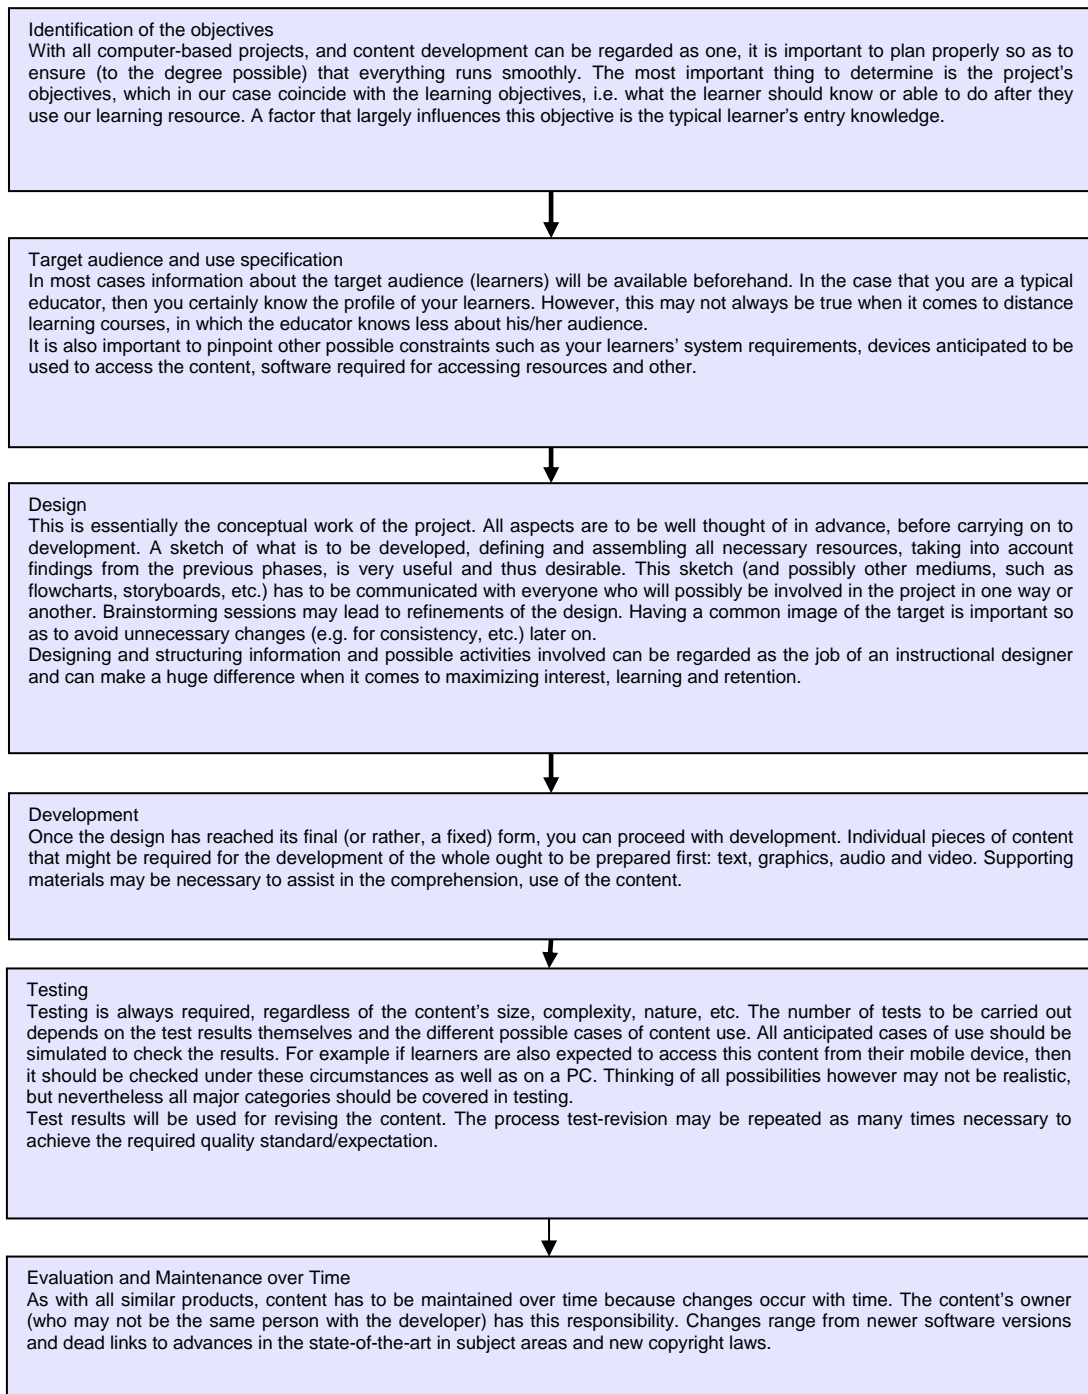 Identification of the objectives
With all computer-based projects, and content development can be regarded as one, it is important to plan properly so as to
ensure (to the degree possible) that everything runs smoothly. The most important thing to determine is the project's
objectives, which in our case coincide with the learning objectives, i.e. what the learner should know or able to do after they
use our learning resource. A factor that largely influences this objective is the typical learner's entry knowledge.
Target audience and use specification
In most cases information about the target audience (learners) will be available beforehand. In the case that you are a typical
educator, then you certainly know the profile of your learners. However, this may not always be true when it comes to distance
learning courses, in which the educator knows less about his/her audience.
It is also important to pinpoint other possible constraints such as your learners' system requirements, devices anticipated to be
used to access the content, software required for accessing resources and other.
Design
This is essentially the conceptual work of the project. All aspects are to be well thought of in advance, before carrying on to
development. A sketch of what is to be developed, defining and assembling all necessary resources, taking into account
findings from the previous phases, is very useful and thus desirable. This sketch (and possibly other mediums, such as
flowcharts, storyboards, etc.) has to be communicated with everyone who will possibly be involved in the project in one way or
another. Brainstorming sessions may lead to refinements of the design. Having a common image of the target is important so
as to avoid unnecessary changes (e.g. for consistency, etc.) later on.
Designing and structuring information and possible activities involved can be regarded as the job of an instructional designer
and can make a huge difference when it comes to maximizing interest, learning and retention.
Development
Once the design has reached its final (or rather, a fixed) form, you can proceed with development. Individual pieces of content
that might be required for the development of the whole ought to be prepared first: text, graphics, audio and video. Supporting
materials may be necessary to assist in the comprehension, use of the content.
Testing
Testing is always required, regardless of the content's size, complexity, nature, etc. The number of tests to be carried out
depends on the test results themselves and the different possible cases of content use. All anticipated cases of use should be
simulated to check the results. For example if learners are also expected to access this content from their mobile device, then
it should be checked under these circumstances as well as on a PC. Thinking of all possibilities however may not be realistic,
but nevertheless all major categories should be covered in testing.
Test results will be used for revising the content. The process test-revision may be repeated as many times necessary to
achieve the required quality standard/expectation.
Evaluation and Maintenance over Time
As with all similar products, content has to be maintained over time because changes occur with time. The content's owner
(who may not be the same person with the developer) has this responsibility. Changes range from newer software versions
and dead links to advances in the state-of-the-art in subject areas and new copyright laws.